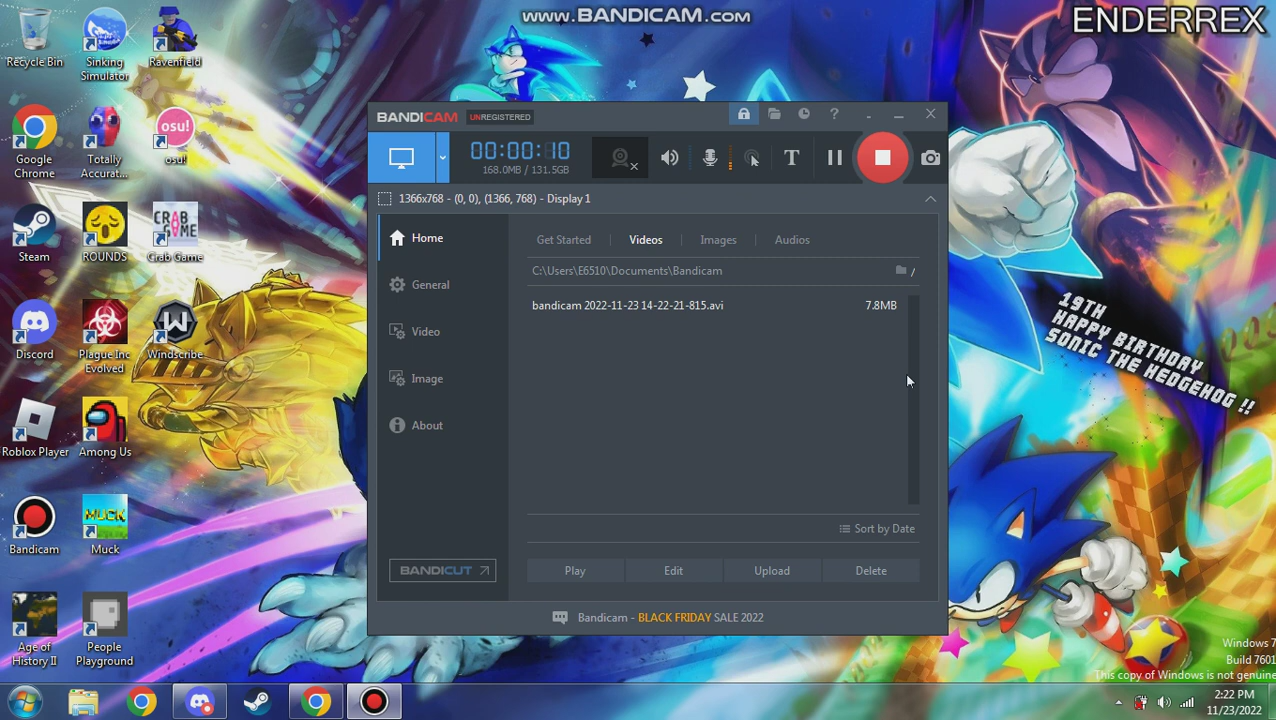 www.BANDICAM.com
ENDERREX
Recycle Bin
Sinking Simulator
Ravenfield
Google Chrome
Totally Accurat...
osu!
osu!
Steam
ROUNDS
CRAB GAME
Crab Game
Discord
Plague Inc Evolved
Windscribe
Roblox Player
Among Us
Bandicam
MUCK
Muck
Age of History II
People Playground
BANDICAM UNREGISTERED
00:00:10
168.0MB / 131.5GB
1366x768 - (0, 0), (1366, 768) - Display 1
Home
General
Video
Image
About
BANDICUT
Get Started
Videos
Images
Audios
C:\Users\E6510\Documents\Bandicam
/
bandicam 2022-11-23 14-22-21-815.avi
7.8MB
Sort by Date
Play
Edit
Upload
Delete
Bandicam - BLACK FRIDAY SALE 2022
19TH
HAPPY BIRTHDAY
SONIC THE HEDGEHOG !!
Windows 7
Build 7601
This copy of Windows is not genuine
2:22 PM
11/23/2022